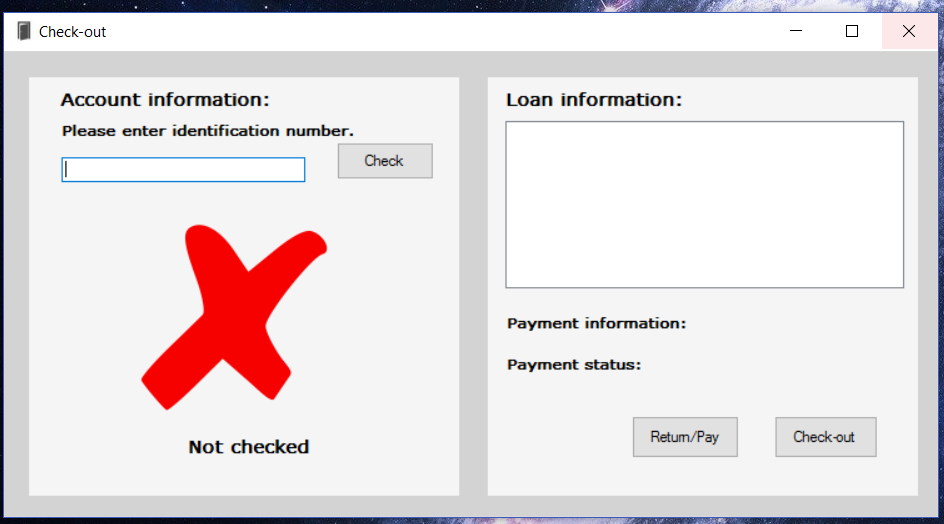 Check-out
Account information:
Please enter identification number.
Check
Not checked
Loan information:
Payment information:
Payment status:
Return/Pay
Check-out